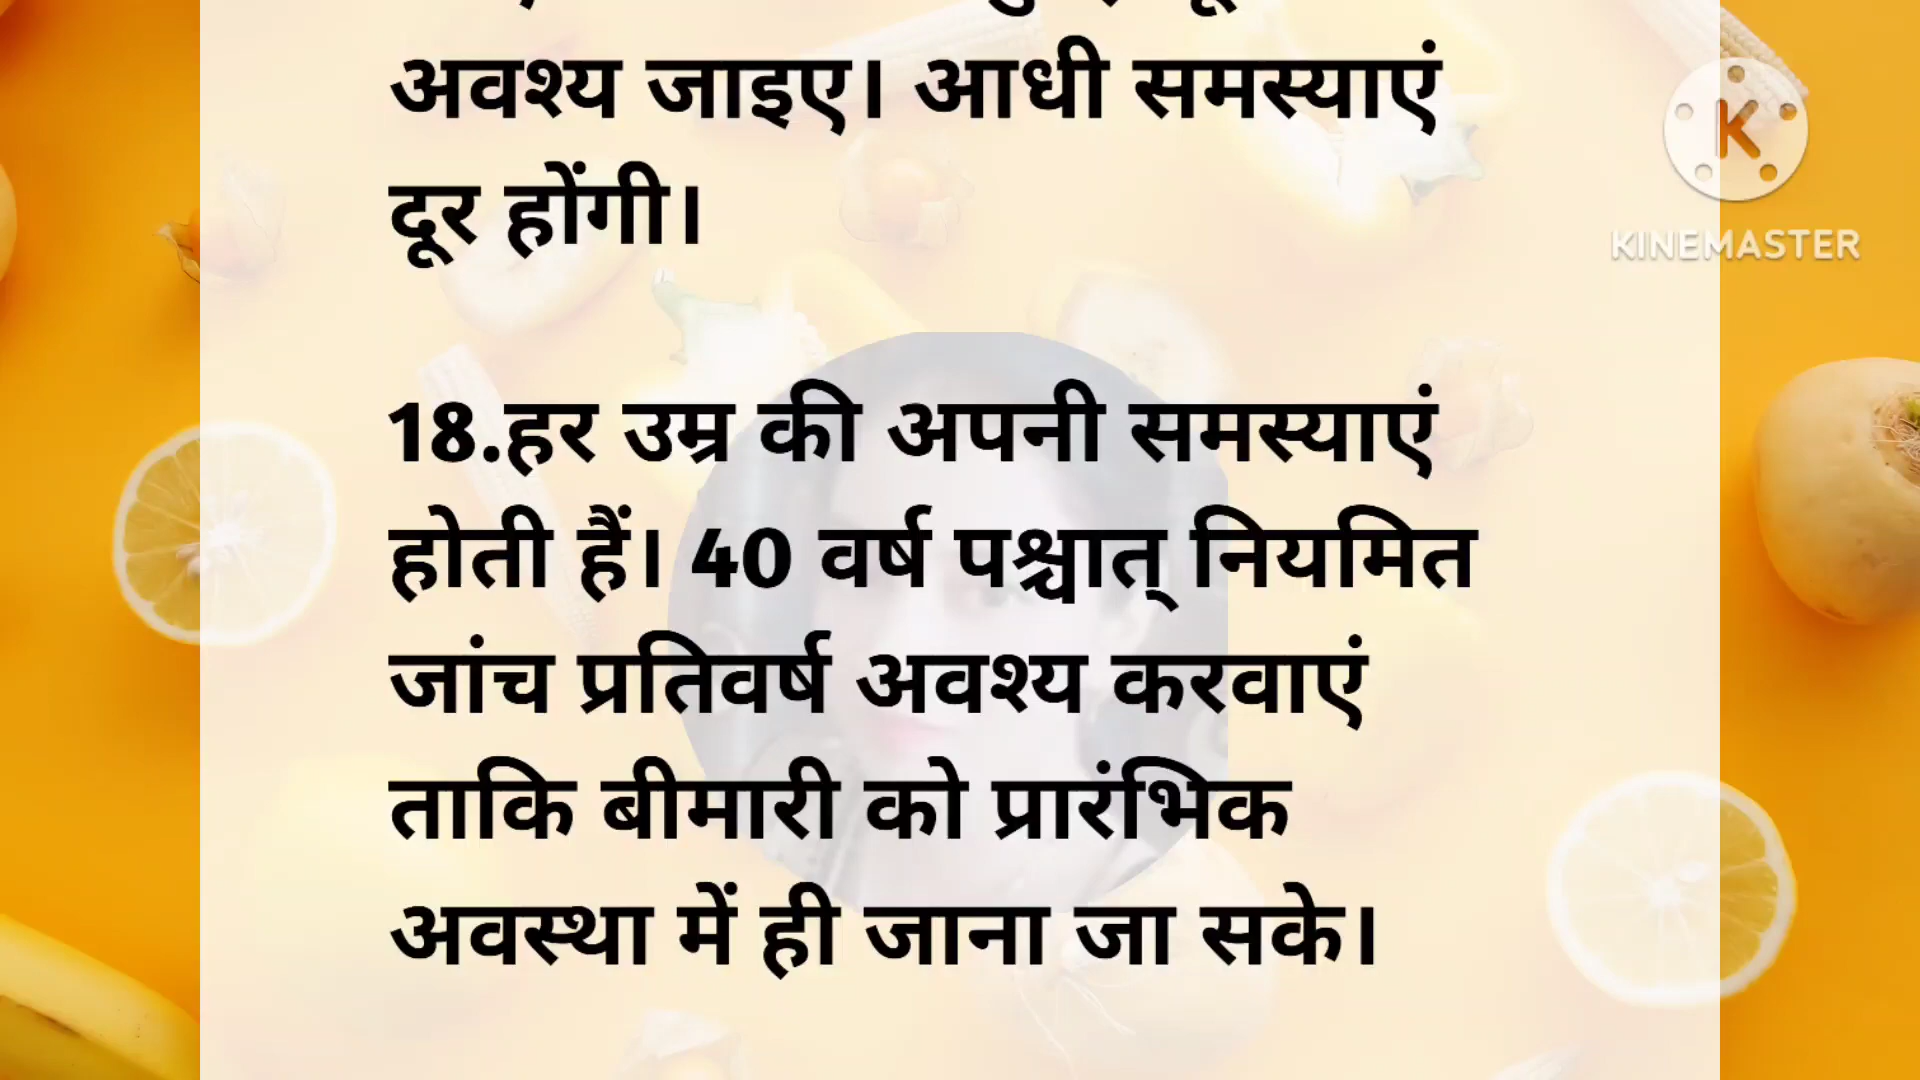 अवश्य जाइए। आधी समस्याएं
दूर होंगी।
18.हर उम्र की अपनी समस्याएं
होती हैं। 40 वर्ष पश्चात् नियमित
जांच प्रतिवर्ष अवश्य करवाएं
ताकि बीमारी को प्रारंभिक
अवस्था में ही जाना जा सके।
K
KINEMASTER